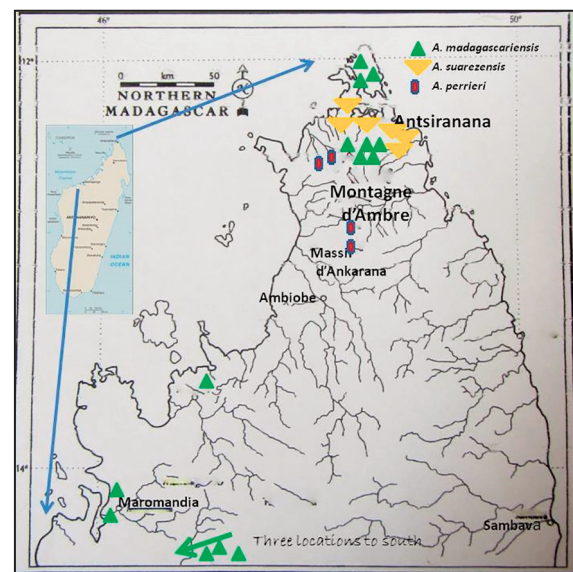 46°
50°
12°
A. madagascariensis
A. suarezensis
A. perrieri
0 km 50
NORTHERN
MADAGASCAR
Antsiranana
Montagne
d'Ambre
INDIAN
OCEAN
Massif
d'Ankarana
Ambiobe
14°
Maromandia
Sambava
Three locations to south